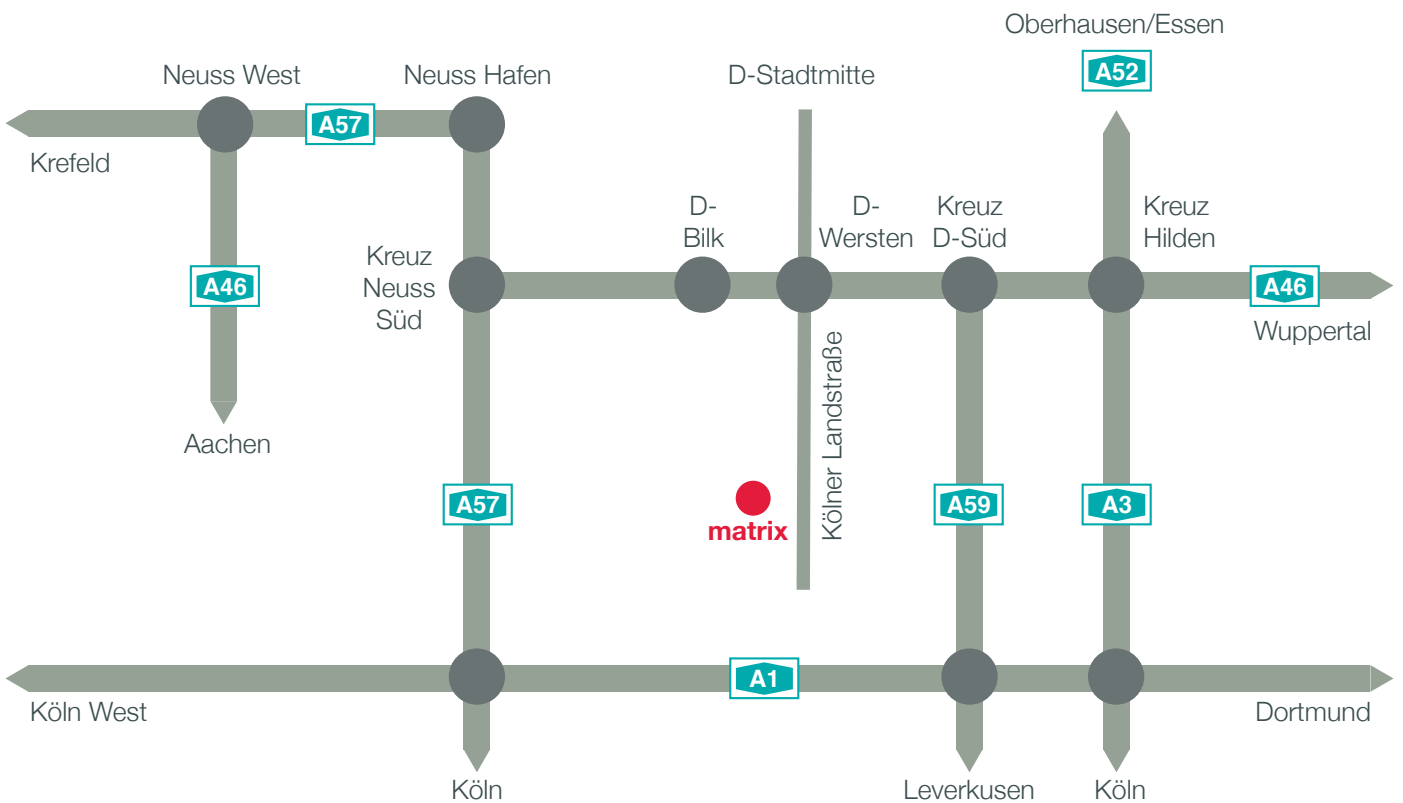 Oberhausen/Essen
A52
Neuss West
Neuss Hafen
D-Stadtmitte
A57
Krefeld
D-
Bilk
D-
Wersten
Kreuz
D-Süd
Kreuz
Hilden
Kreuz
Neuss
Süd
A46
A46
Wuppertal
Aachen
Kölner Landstraße
A57
matrix
A59
A3
A1
Köln West
Dortmund
Köln
Leverkusen
Köln